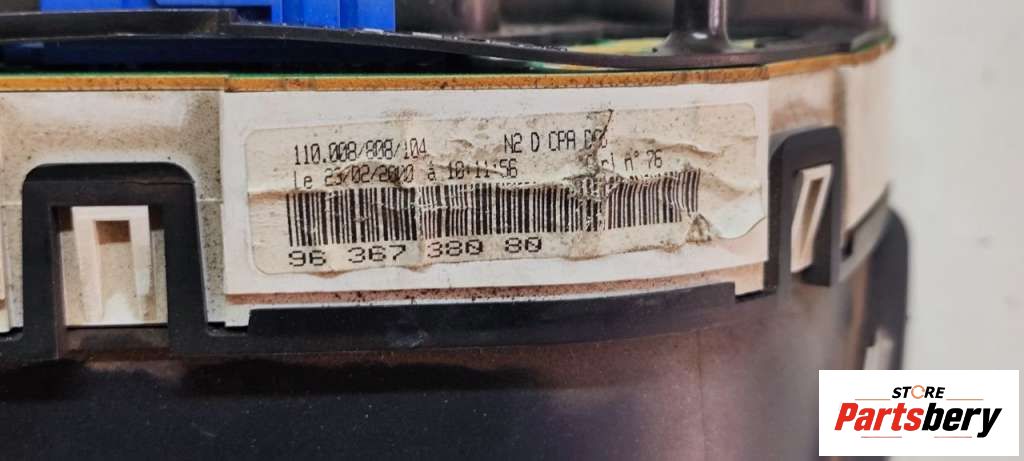 110.008/808/104 N2 D CPA
le 23/02/2000 à 10:11:56 n° 76
96 367 380 80
STORE
Partsbery